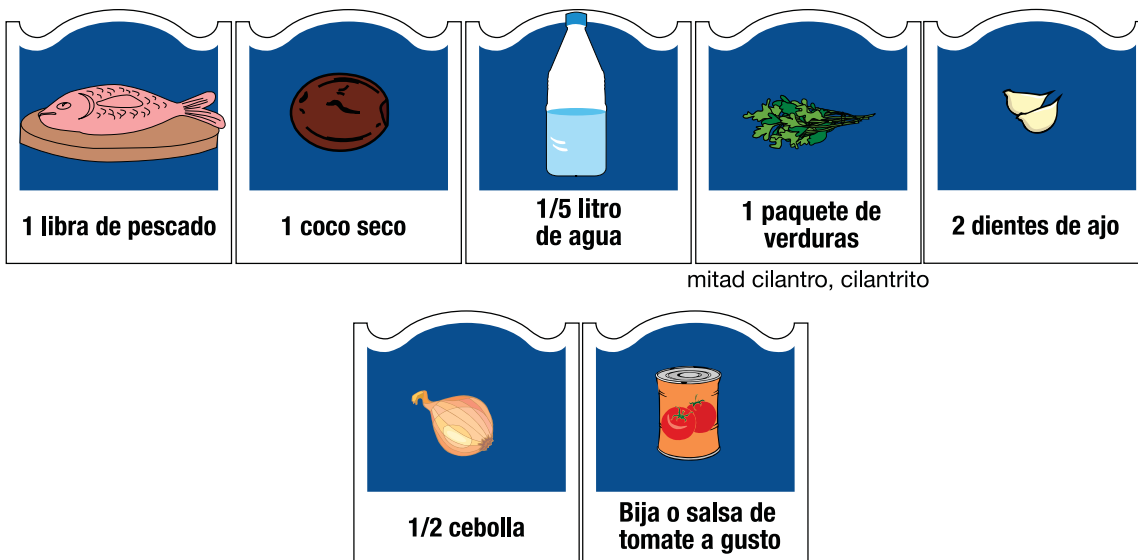 1 libra de pescado
1 coco seco
1/5 litro
de agua
1 paquete de
verduras
2 dientes de ajo
mitad cilantro, cilantrito
1/2 cebolla
Bija o salsa de
tomate a gusto